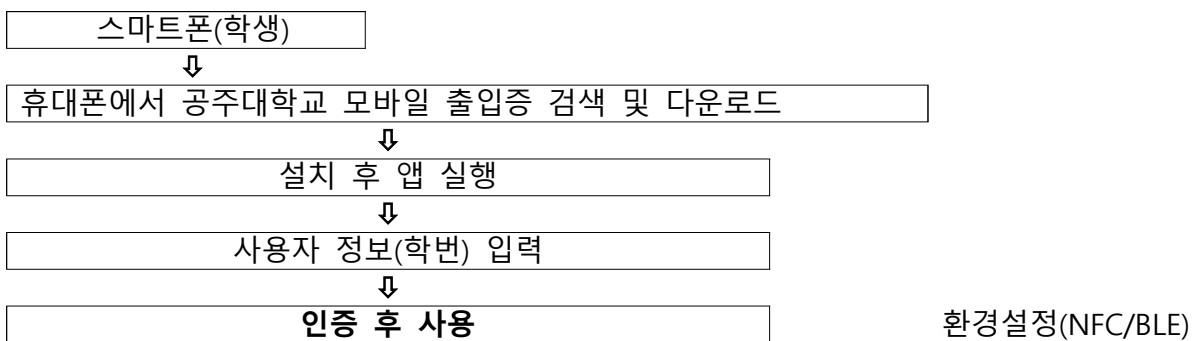 스마트폰(학생)
⇩
휴대폰에서 공주대학교 모바일 출입증 검색 및 다운로드
⇩
설치 후 앱 실행
⇩
사용자 정보(학번) 입력
⇩
인증 후 사용 환경설정(NFC/BLE)